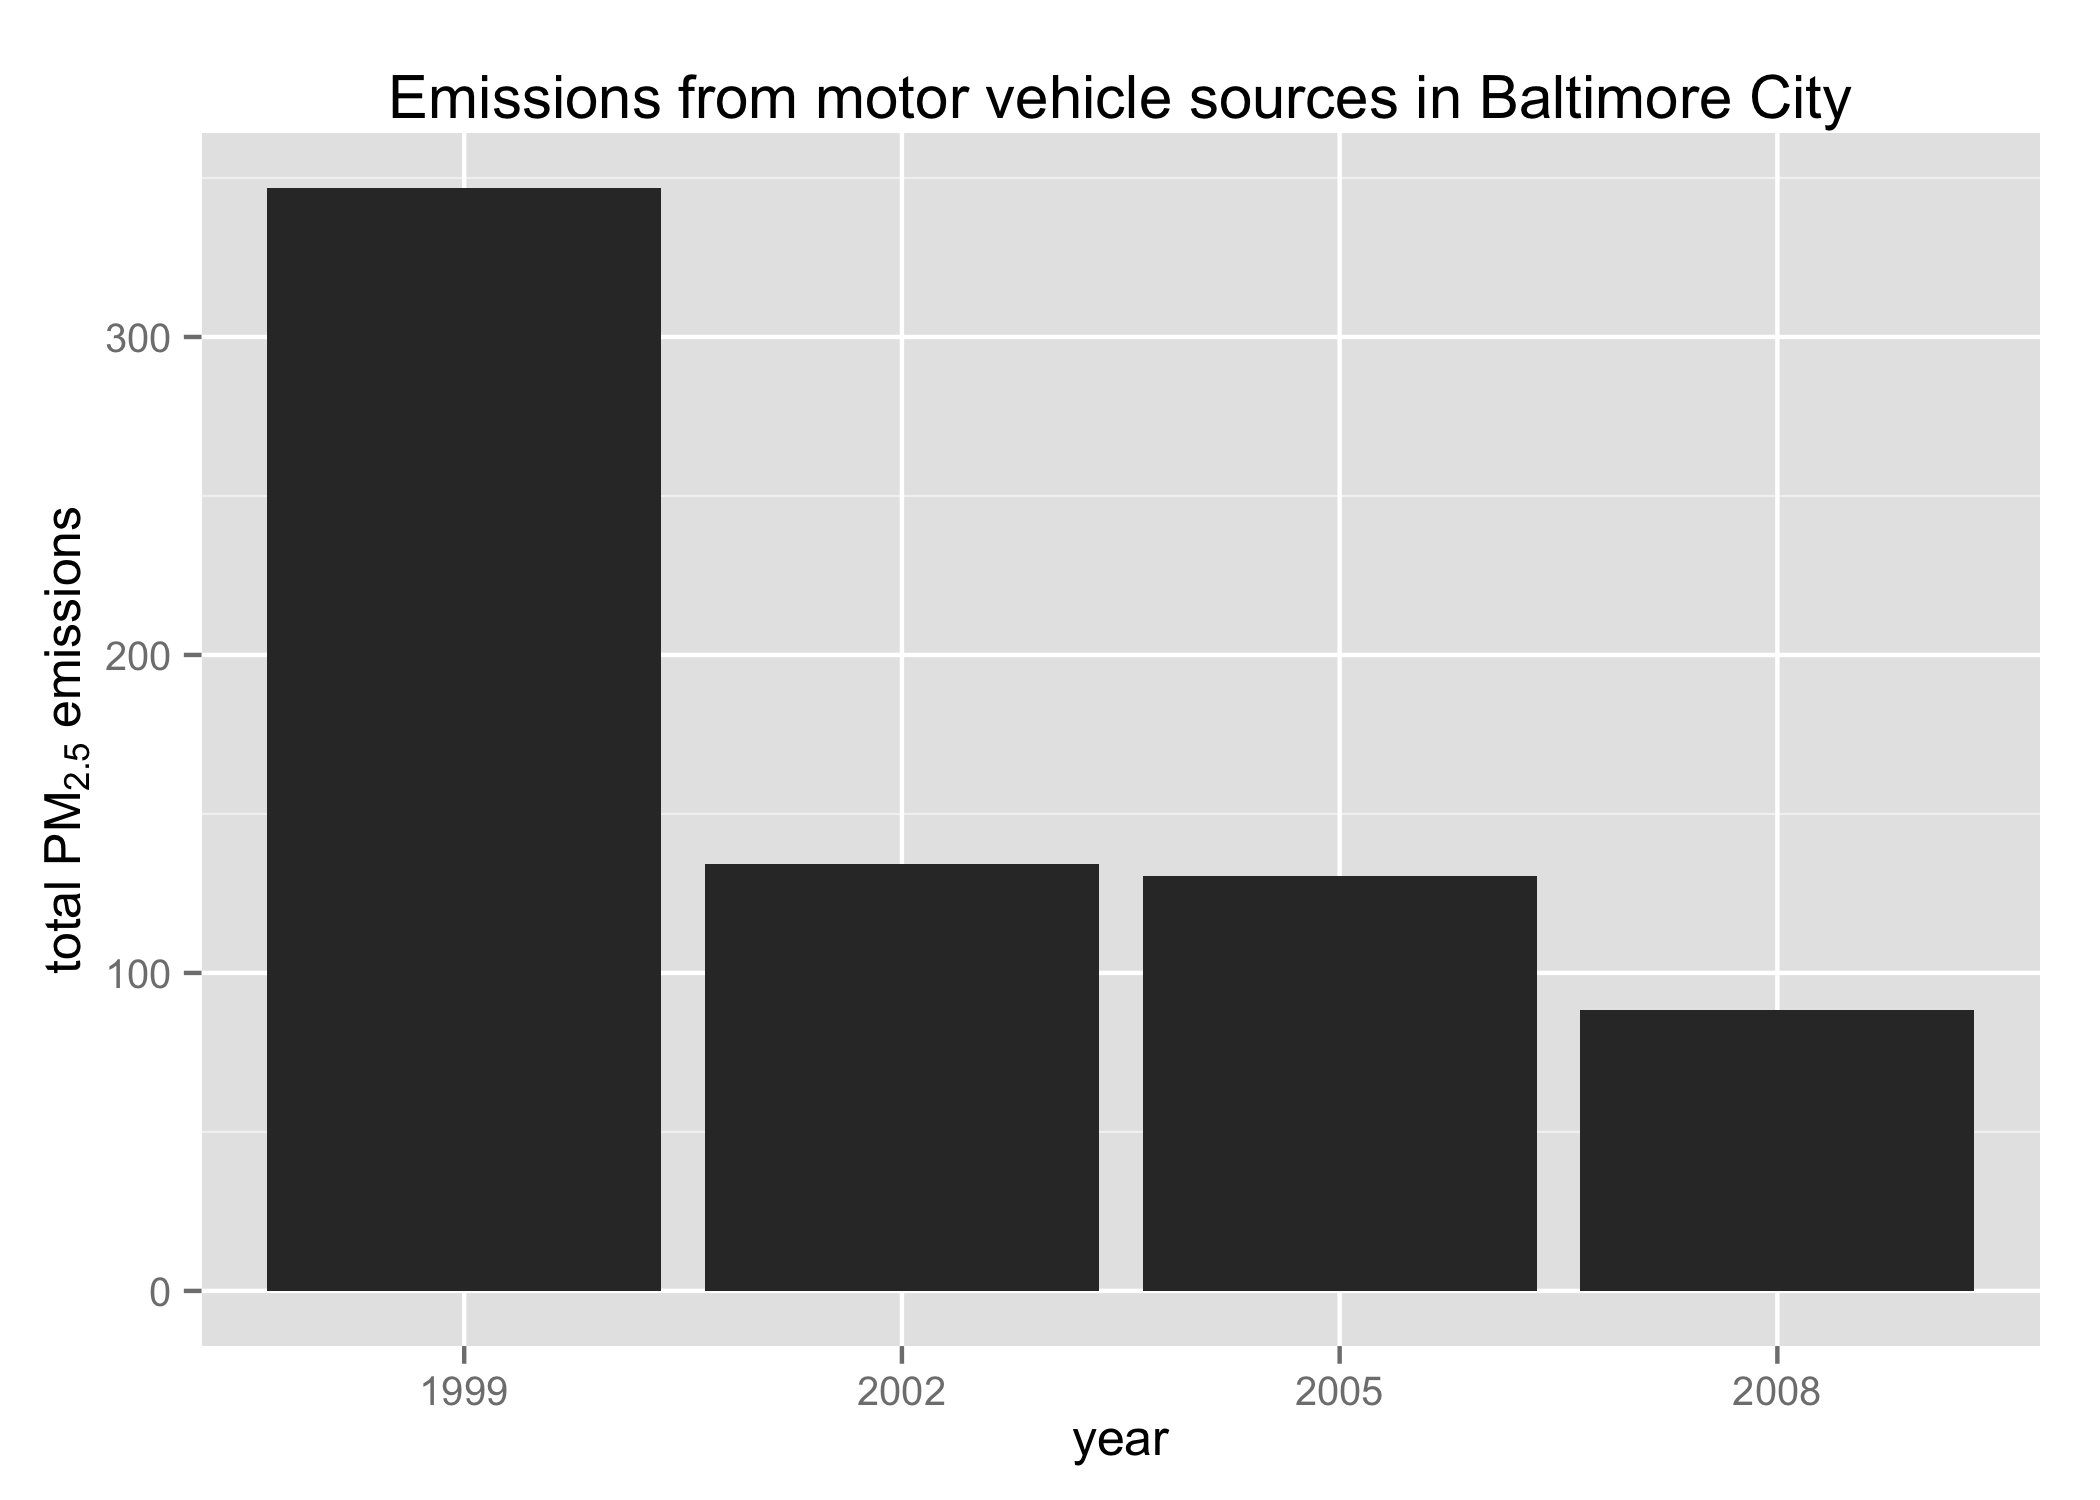 Emissions from motor vehicle sources in Baltimore City
total PM2.5 emissions
300
200
100
0
1999 2002 2005 2008
year